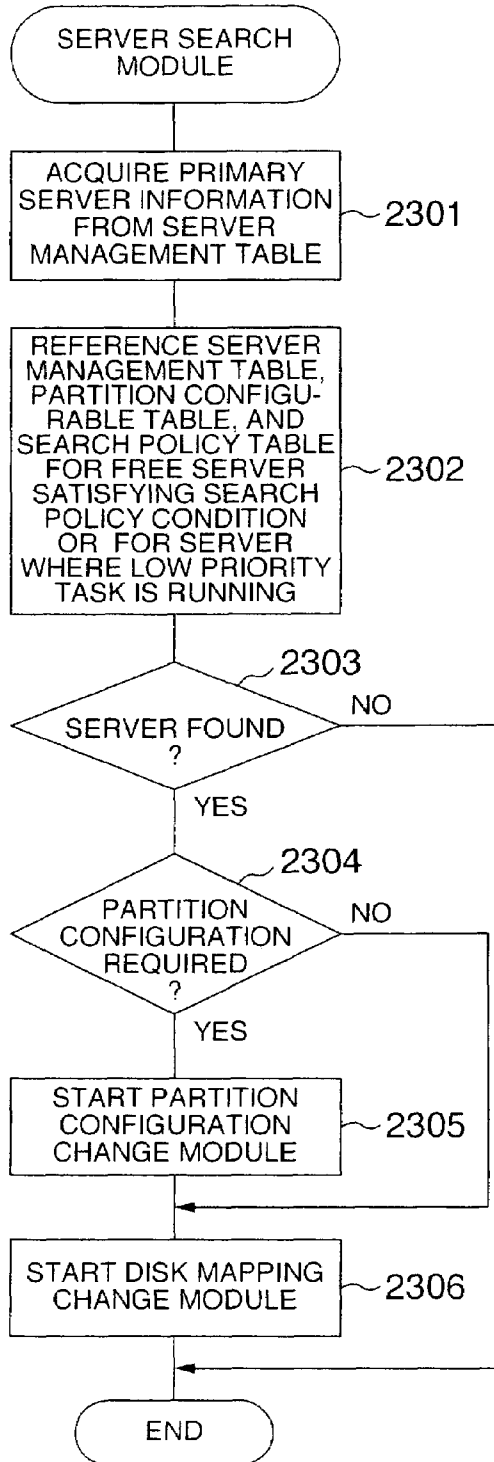 SERVER SEARCH
MODULE
ACQUIRE PRIMARY
SERVER INFORMATION
FROM SERVER
MANAGEMENT TABLE
2301
REFERENCE SERVER
MANAGEMENT TABLE,
PARTITION CONFIGU-
RABLE TABLE, AND
SEARCH POLICY TABLE
FOR FREE SERVER
SATISFYING SEARCH
POLICY CONDITION
OR FOR SERVER
WHERE LOW PRIORITY
TASK IS RUNNING
2302
2303
SERVER FOUND
?
NO
YES
2304
PARTITION
CONFIGURATION
REQUIRED
?
NO
YES
START PARTITION
CONFIGURATION
CHANGE MODULE
2305
START DISK MAPPING
CHANGE MODULE
2306
END